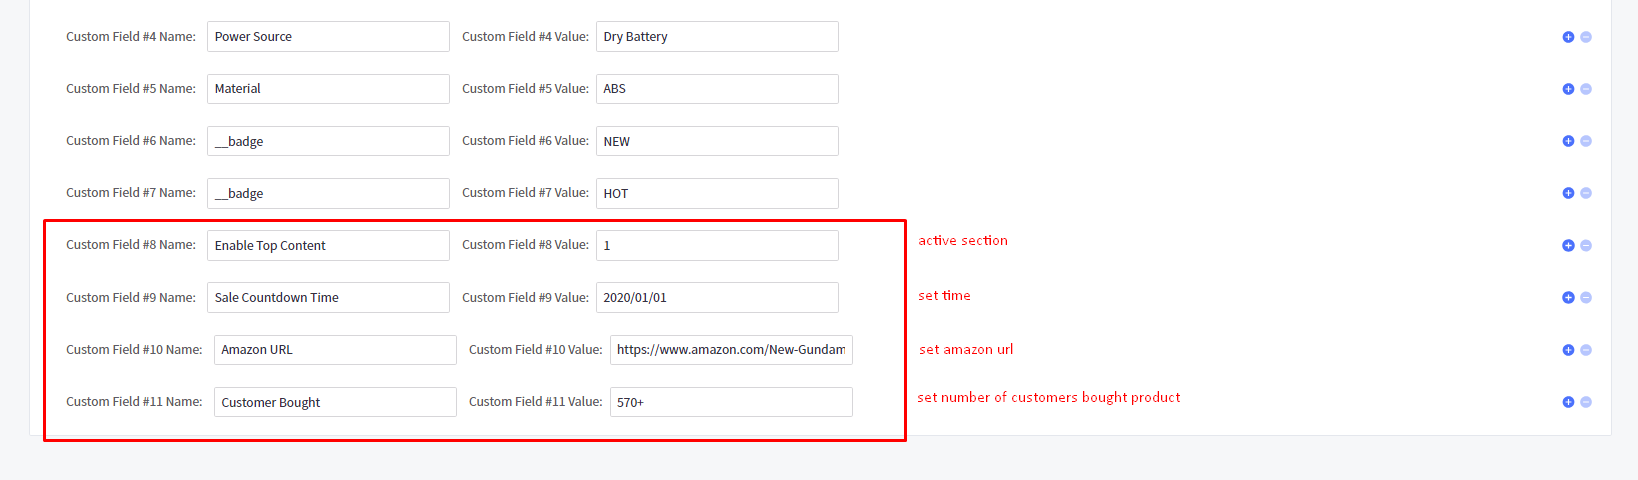 Custom Field #4 Name: Power Source Custom Field #4 Value: Dry Battery
Custom Field #5 Name: Material Custom Field #5 Value: ABS
Custom Field #6 Name: __badge Custom Field #6 Value: NEW
Custom Field #7 Name: __badge Custom Field #7 Value: HOT
Custom Field #8 Name: Enable Top Content Custom Field #8 Value: 1 active section
Custom Field #9 Name: Sale Countdown Time Custom Field #9 Value: 2020/01/01 set time
Custom Field #10 Name: Amazon URL Custom Field #10 Value: https://www.amazon.com/New-Gundam set amazon url
Custom Field #11 Name: Customer Bought Custom Field #11 Value: 570+ set number of customers bought product